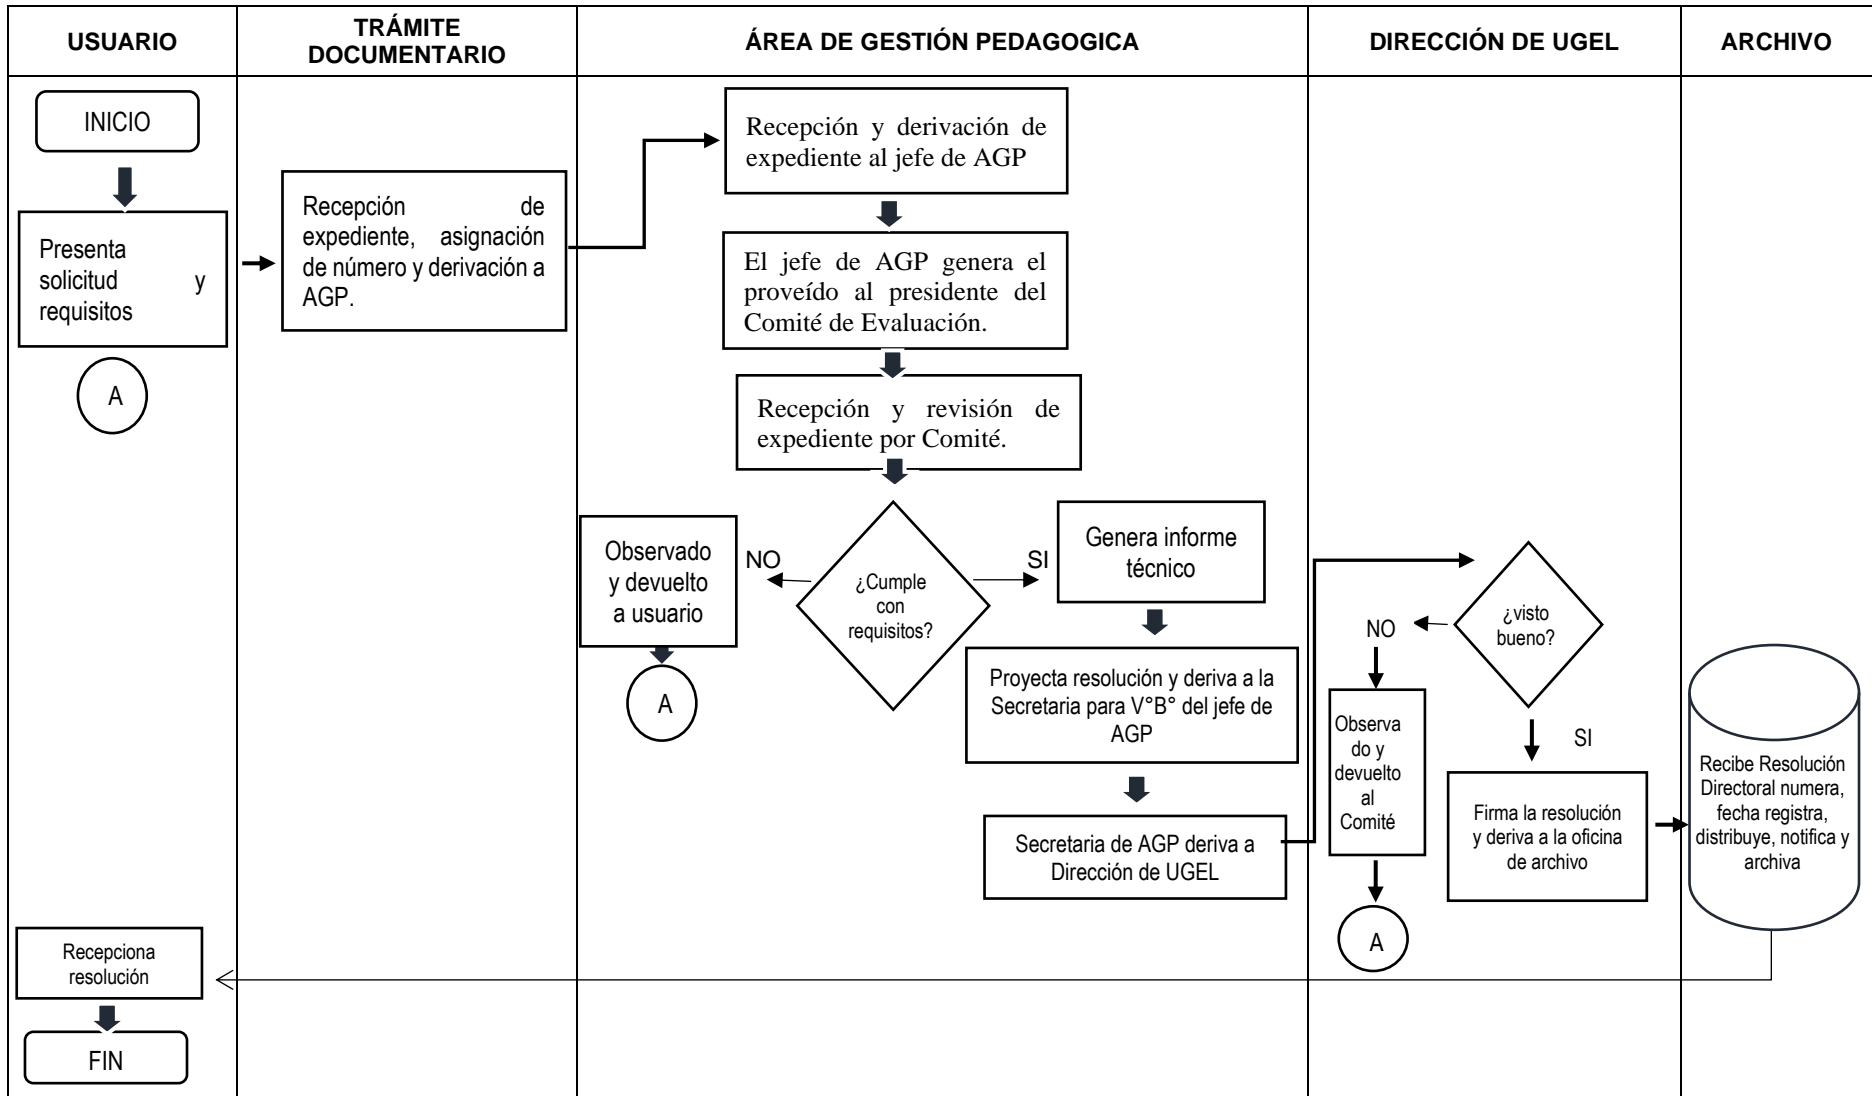 USUARIO
TRÁMITE
DOCUMENTARIO
ÁREA DE GESTIÓN PEDAGOGICA
DIRECCIÓN DE UGEL
ARCHIVO
INICIO
Presenta
solicitud y
requisitos
A
Recepción de
expediente, asignación
de número y derivación a
AGP.
Recepción y derivación de
expediente al jefe de AGP
El jefe de AGP genera el
proveído al presidente del
Comité de Evaluación.
Recepción y revisión de
expediente por Comité.
¿Cumple
con
requisitos?
NO
Observado
y devuelto
a usuario
A
SI
Genera informe
técnico
Proyecta resolución y deriva a la
Secretaria para V°B° del jefe de
AGP
Secretaria de AGP deriva a
Dirección de UGEL
¿visto
bueno?
NO
Observa
do y
devuelto
al
Comité
A
SI
Firma la resolución
y deriva a la oficina
de archivo
Recibe Resolución
Directoral numera,
fecha registra,
distribuye, notifica y
archiva
Recepciona
resolución
FIN